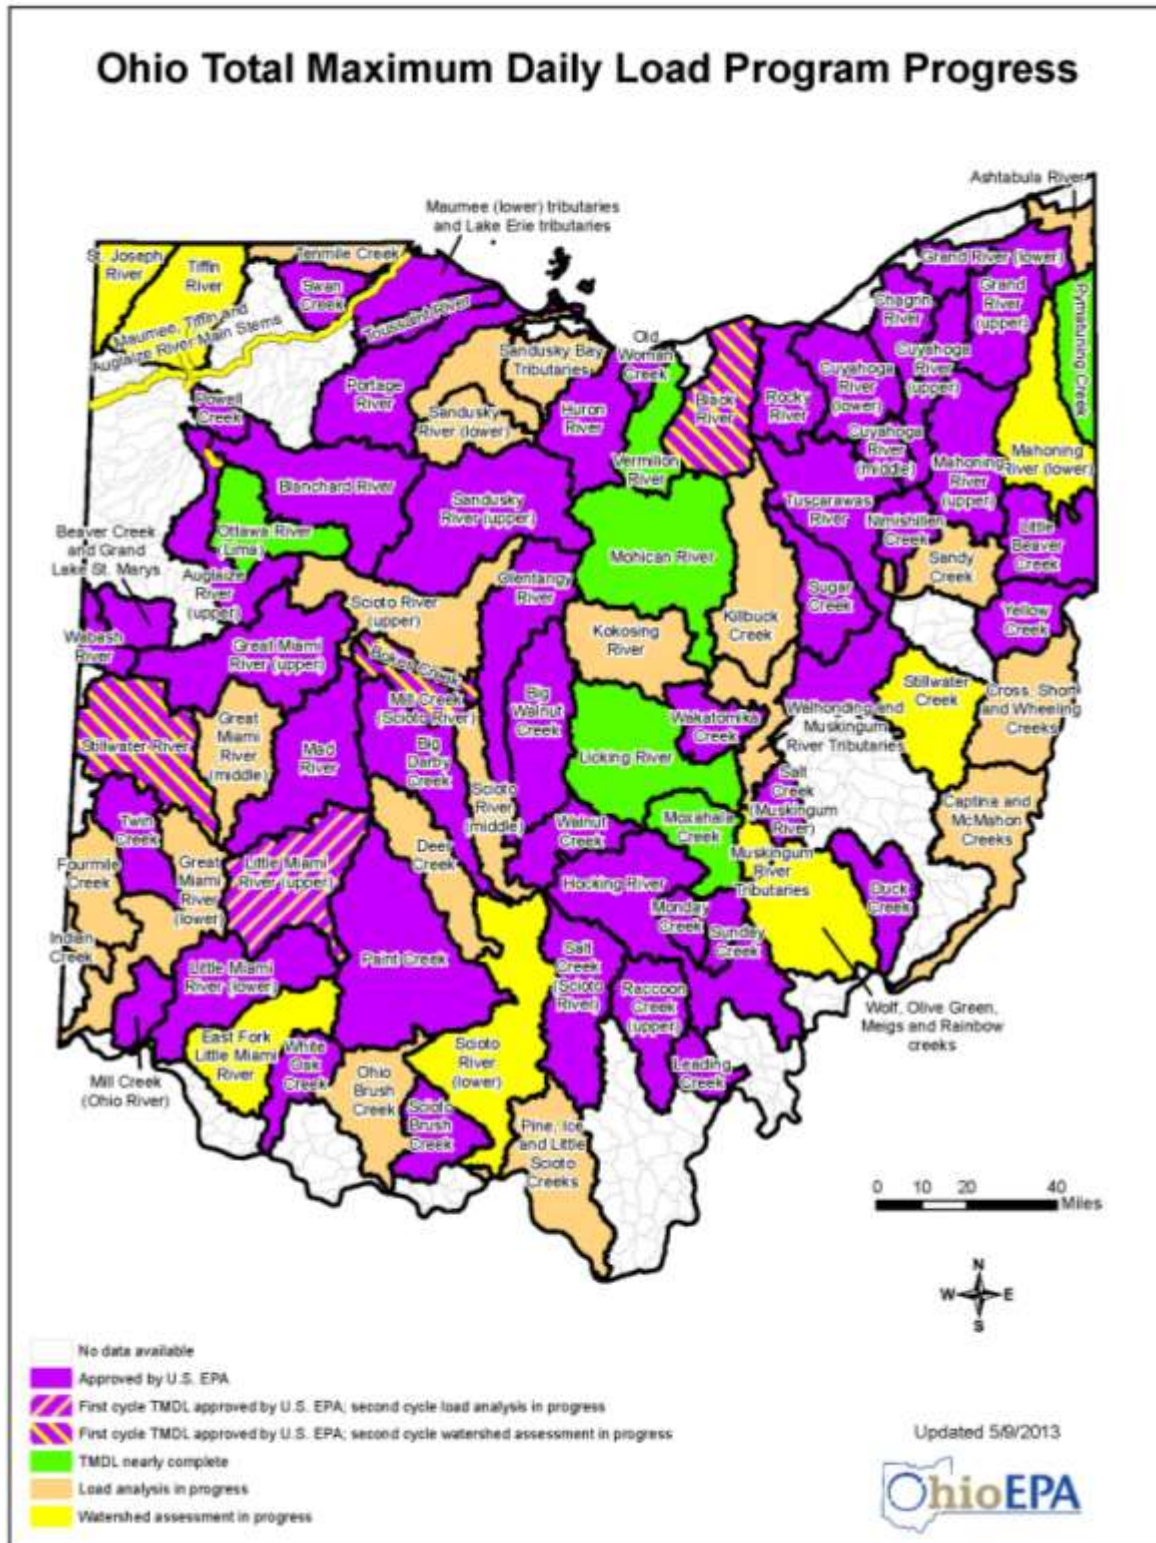 Ohio Total Maximum Daily Load Program Progress
Ashtabula River
Maumee (lower) tributaries
and Lake Erie tributaries
St. Joseph
River
Tiffin
River
Tenmile Creek
Swan
Creek
Toussaint River
Maumee, Tiffin and
Auglaize River Main Stems
Powell
Creek
Portage
River
Sandusky Bay
Tributaries
Sandusky
River (lower)
Old
Woman
Creek
Huron
River
Vermilion
River
Black
River
Rocky
River
Grand River (lower)
Chagrin
River
Grand
River
(upper)
Cuyahoga
River
(upper)
Cuyahoga
River
(lower)
Cuyahoga
River
(middle)
Pymatuning Creek
Mahoning
River (lower)
Mahoning
River
(upper)
Blanchard River
Sandusky
River (upper)
Ottawa River
(Lima)
Beaver Creek
and Grand
Lake St. Marys
Auglaize
River
(upper)
Mohican River
Tuscarawas
River
Nimishillen
Creek
Little
Beaver
Creek
Sandy
Creek
Sugar
Creek
Yellow
Creek
Killbuck
Creek
Olentangy
River
Scioto River
(upper)
Kokosing
River
Wabash
River
Great Miami
River (upper)
Bokes Creek
Mill Creek
(Scioto River)
Big
Walnut
Creek
Wakatomika
Creek
Walhonding and
Muskingum
River Tributaries
Stillwater
Creek
Cross, Short
and Wheeling
Creeks
Stillwater River
Great
Miami
River
(middle)
Mad
River
Big
Darby
Creek
Scioto
River
(middle)
Licking River
Salt
Creek
(Muskingum
River)
Captina and
McMahon
Creeks
Twin
Creek
Fourmile
Creek
Great
Miami
River
(lower)
Little Miami
River (upper)
Deer
Creek
Walnut
Creek
Moxahala
Creek
Muskingum
River
Tributaries
Duck
Creek
Hocking River
Monday
Creek
Sunday
Creek
Indian
Creek
Little Miami
River (lower)
Paint Creek
Salt
Creek
(Scioto
River)
Raccoon
Creek
(upper)
Wolf, Olive Green,
Meigs and Rainbow
creeks
East Fork
Little Miami
River
White
Oak
Creek
Mill Creek
(Ohio River)
Ohio
Brush
Creek
Scioto
River
(lower)
Scioto
Brush
Creek
Leading
Creek
Pine, Ice
and Little
Scioto
Creeks
0 10 20 40
Miles
N
W E
S
No data available
Approved by U.S. EPA
First cycle TMDL approved by U.S. EPA; second cycle load analysis in progress
First cycle TMDL approved by U.S. EPA; second cycle watershed assessment in progress
TMDL nearly complete
Load analysis in progress
Watershed assessment in progress
Updated 5/9/2013
OhioEPA